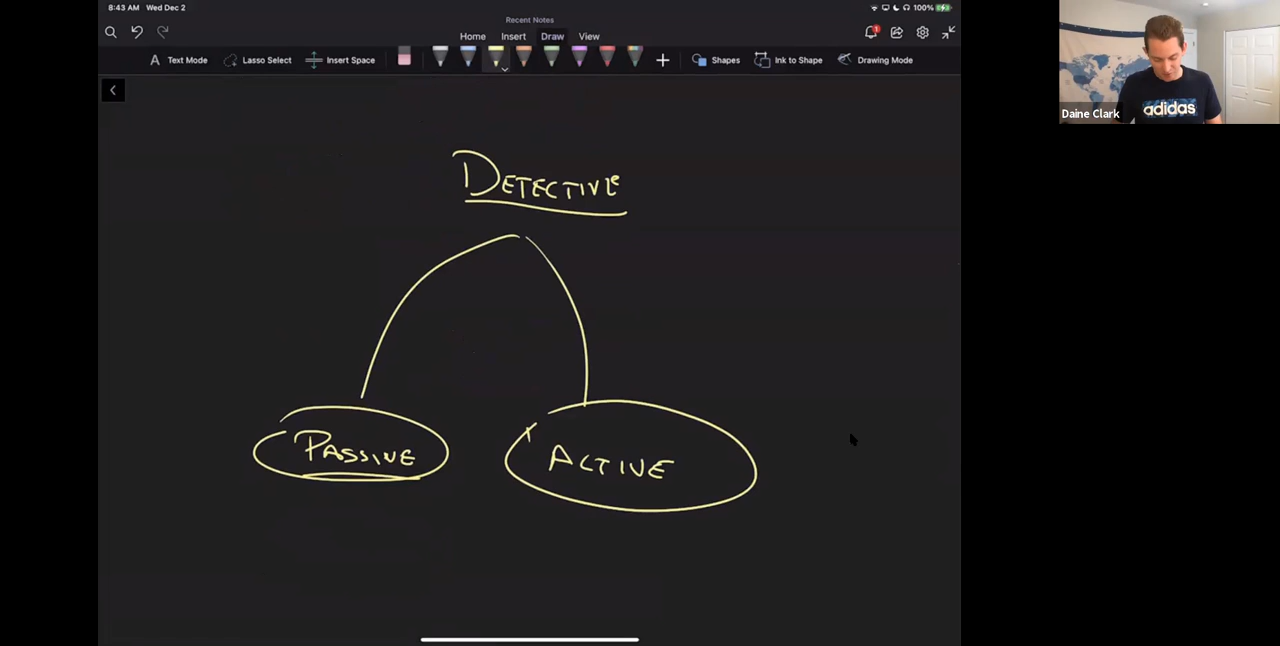 8:43 AM Wed Dec 2
100%
Recent Notes
Home Insert Draw View
1
A Text Mode Lasso Select Insert Space Shapes Ink to Shape Drawing Mode
DETECTIVE
PASSIVE ACTIVE
adidas
Daine Clark